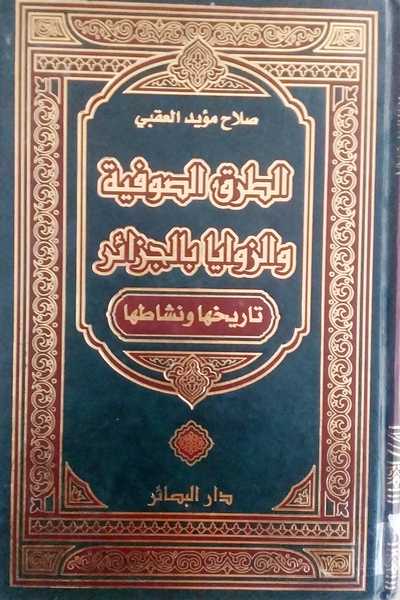 صلاح مؤيد العقبي
الطرق الصوفية
والزوايا بالجزائر
تاريخها ونشاطها
دار البصائر